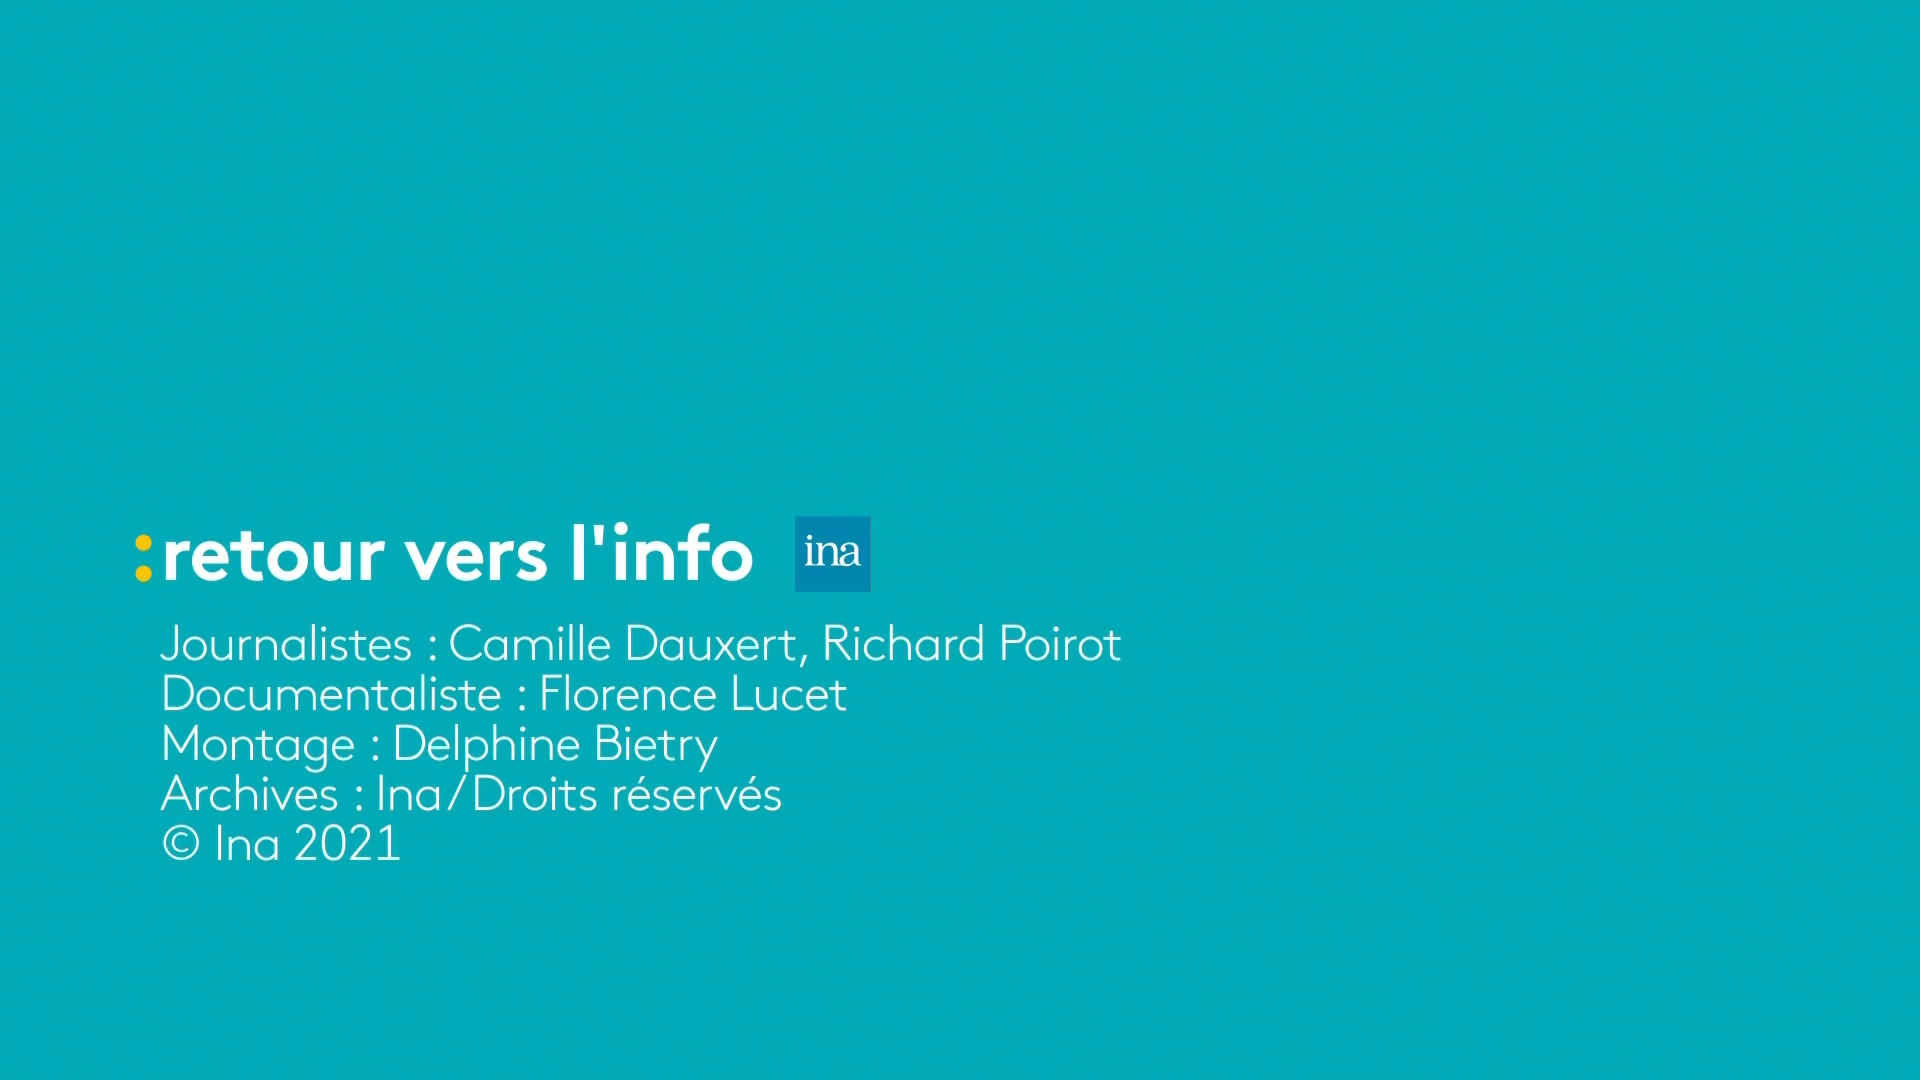 :retour vers l'info ina
Journalistes : Camille Dauxert, Richard Poirot
Documentaliste : Florence Lucet
Montage : Delphine Bietry
Archives : Ina/Droits réservés
© Ina 2021